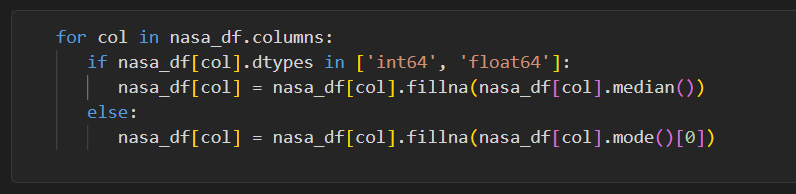 for col in nasa_df.columns:
    if nasa_df[col].dtypes in ['int64', 'float64']:
        nasa_df[col] = nasa_df[col].fillna(nasa_df[col].median())
    else:
        nasa_df[col] = nasa_df[col].fillna(nasa_df[col].mode()[0])